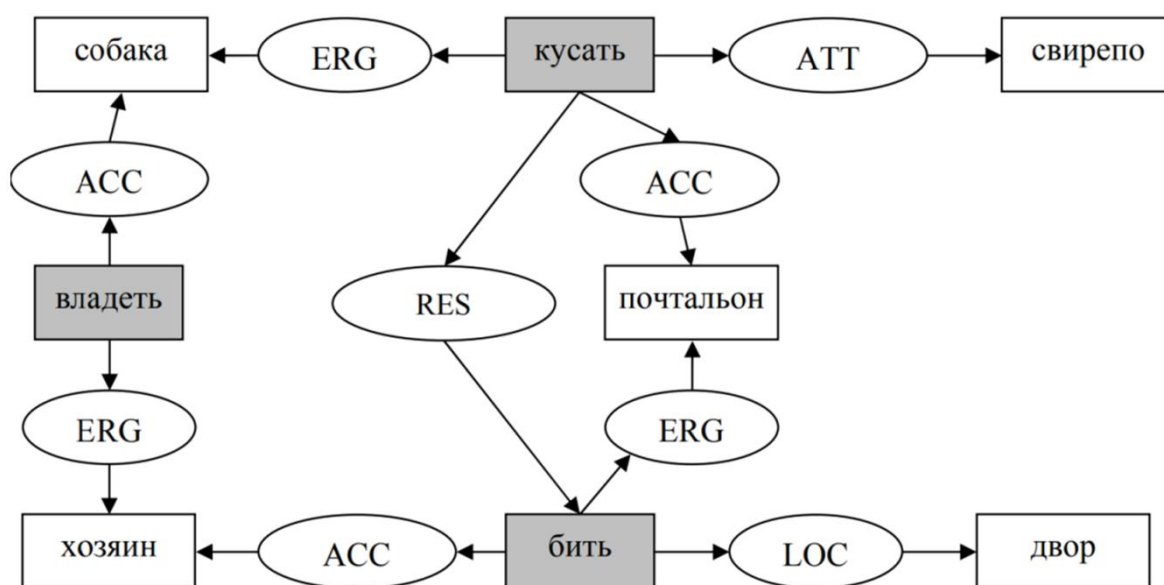 собака
ERG
кусать
ATT
свирепо
ACC
ACC
владеть
RES
почтальон
ERG
ERG
хозяин
ACC
бить
LOC
двор